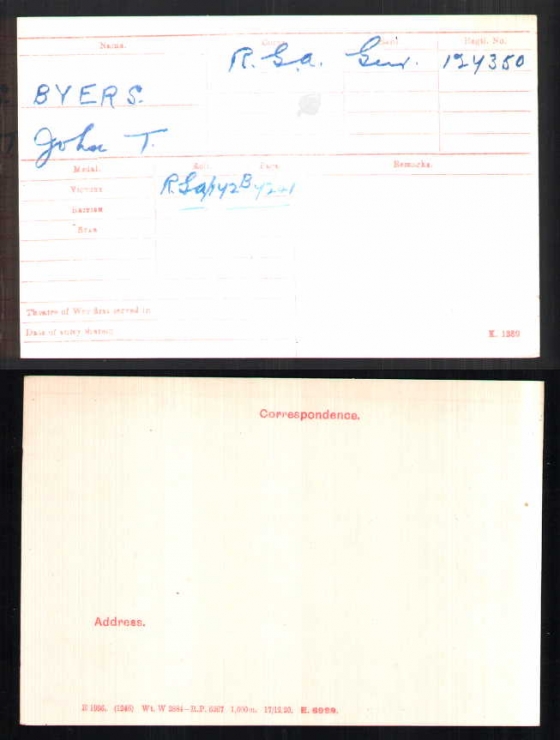 Name. Corps. Rank. Regtl. No.
R.G.A. Gnr. 124350
BYERS.
John T.
Medal. Roll. Page. Remarks.
Victory
British
Star
Theatre of War first served in
Date of entry therein
K. 1380
Correspondence.
Address.